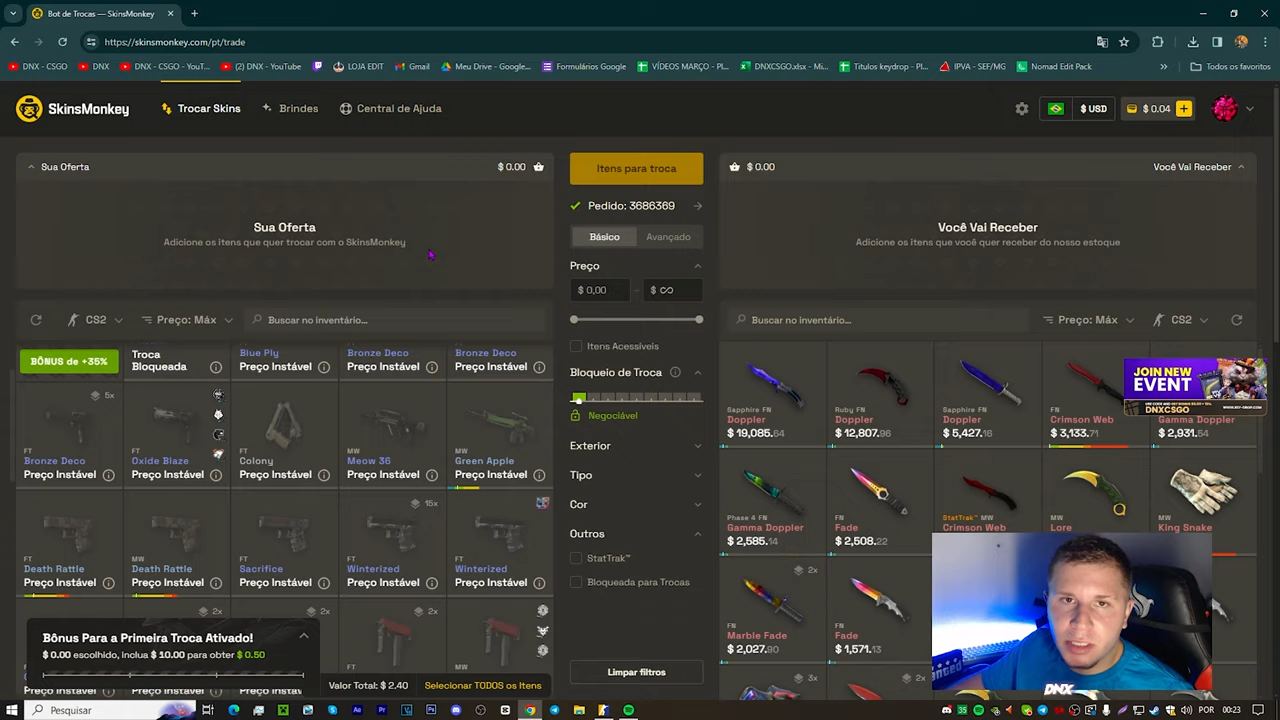 Bot de Trocas — SkinsMonkey
https://skinsmonkey.com/pt/trade
DNX - CSGO - YouT...
DNX
DNX - CSGO - YouT...
(2) DNX - YouTube
LOJA EDIT
Gmail
Meu Drive - Google...
Formulários Google
VÍDEOS MARÇO - Pl...
DNXCSGO.xlsx - Mi...
Titulos keydrop - Pl...
IPVA - SEF/MG
Nomad Edit Pack
Todos os favoritos
SkinsMonkey
Trocar Skins
Brindes
Central de Ajuda
$ USD
$ 0.04
Sua Oferta
$ 0.00
Sua Oferta
Adicione os itens que quer trocar com o SkinsMonkey
Itens para troca
Pedido: 3686369
Básico
Avançado
Preço
$ 0,00
$ ∞
Itens Acessíveis
Bloqueio de Troca
Negociável
Exterior
Tipo
Cor
Outros
StatTrak™
Bloqueada para Trocas
Limpar filtros
$ 0.00
Você Vai Receber
Você Vai Receber
Adicione os itens que você quer receber do nosso estoque
CS2
Preço: Máx
Buscar no inventário...
BÔNUS de +35%
Troca Bloqueada
Blue Ply
Preço Instável
Bronze Deco
Preço Instável
Bronze Deco
Preço Instável
5x
FT
Bronze Deco
Preço Instável
FT
Oxide Blaze
Preço Instável
FT
Colony
Preço Instável
MW
Meow 36
Preço Instável
FT
Green Apple
Preço Instável
FT
Death Rattle
Preço Instável
MW
Death Rattle
Preço Instável
FT
Sacrifice
Preço Instável
15x
FT
Winterized
Preço Instável
MW
Winterized
Preço Instável
2x
2x
2x
Bônus Para a Primeira Troca Ativado!
$ 0.00 escolhido, inclua $ 10.00 para obter $ 0.50
Valor Total: $ 2.40
Selecionar TODOS os Itens
Buscar no inventário...
Preço: Máx
CS2
Sapphire FN
Doppler
$ 19,085.64
Ruby FN
Doppler
$ 12,807.96
Sapphire FN
Doppler
$ 5,427.16
Crimson Web
$ 3,133.71
Gamma Doppler
$ 2,931.54
JOIN NEW
EVENT
DNXCSGO
Phase 4 FN
Gamma Doppler
$ 2,585.14
FN
Fade
$ 2,508.22
StatTrak™ MW
Crimson Web
MW
Lore
MW
King Snake
2x
FN
Marble Fade
$ 2,027.90
FN
Fade
$ 1,571.13
3x
2x
DNX
Pesquisar
35
POR
00:23